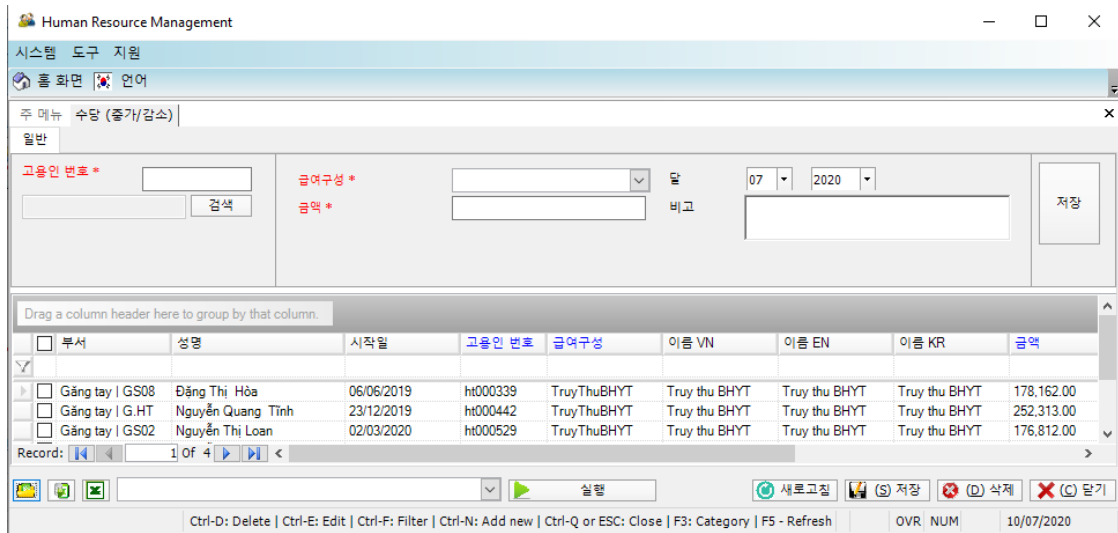 Human Resource Management
시스템 도구 지원
홈 화면 언어
주 메뉴 수당 (증가/감소)
일반
고용인 번호 * 급여구성 * 달 07 2020 저장
검색 금액 * 비고
Drag a column header here to group by that column.
부서 성명 시작일 고용인 번호 급여구성 이름 VN 이름 EN 이름 KR 금액
Găng tay | GS08 Đặng Thị Hòa 06/06/2019 ht000339 TruyThuBHYT Truy thu BHYT Truy thu BHYT Truy thu BHYT 178,162.00
Găng tay | G.HT Nguyễn Quang Tĩnh 23/12/2019 ht000442 TruyThuBHYT Truy thu BHYT Truy thu BHYT Truy thu BHYT 252,313.00
Găng tay | GS02 Nguyễn Thị Loan 02/03/2020 ht000529 TruyThuBHYT Truy thu BHYT Truy thu BHYT Truy thu BHYT 176,812.00
Record: 1 Of 4
실행 새로고침 (S) 저장 (D) 삭제 (C) 닫기
Ctrl-D: Delete | Ctrl-E: Edit | Ctrl-F: Filter | Ctrl-N: Add new | Ctrl-Q or ESC: Close | F3: Category | F5 - Refresh OVR NUM 10/07/2020